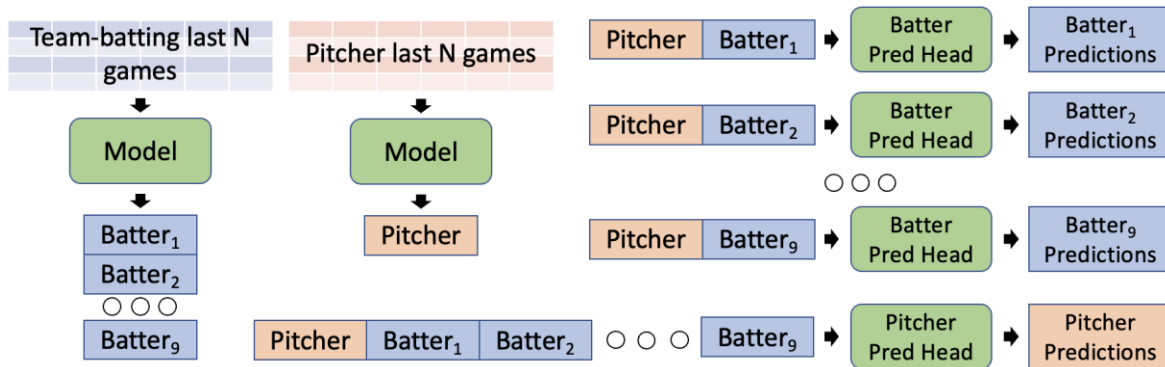 Team-batting last N
games
Model
Batter₁
Batter₂
Batter₉
Pitcher last N games
Model
Pitcher
Pitcher Batter₁
Batter
Pred Head
Batter₁
Predictions
Pitcher Batter₂
Batter
Pred Head
Batter₂
Predictions
Pitcher Batter₉
Batter
Pred Head
Batter₉
Predictions
Pitcher Batter₁ Batter₂ Batter₉
Pitcher
Pred Head
Pitcher
Predictions